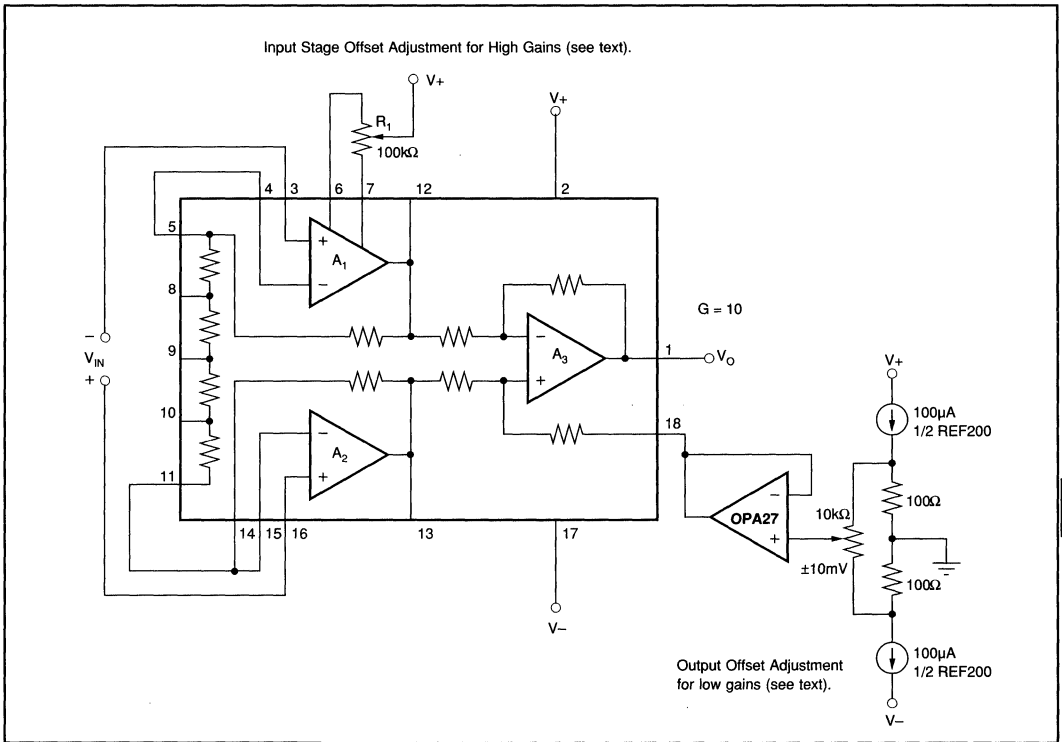 Input Stage Offset Adjustment for High Gains (see text).
V+
V+
R1
100kΩ
4 3 6 7 12 2
5
A1
+
−
8
G = 10
− 
VIN
+
9
−
A3
+
1
VO
V+
10
18
100µA
1/2 REF200
−
A2
+
11
−
OPA27
+
10kΩ
100Ω
±10mV
100Ω
14 15 16 13 17
V−
100µA
1/2 REF200
Output Offset Adjustment
for low gains (see text).
V−